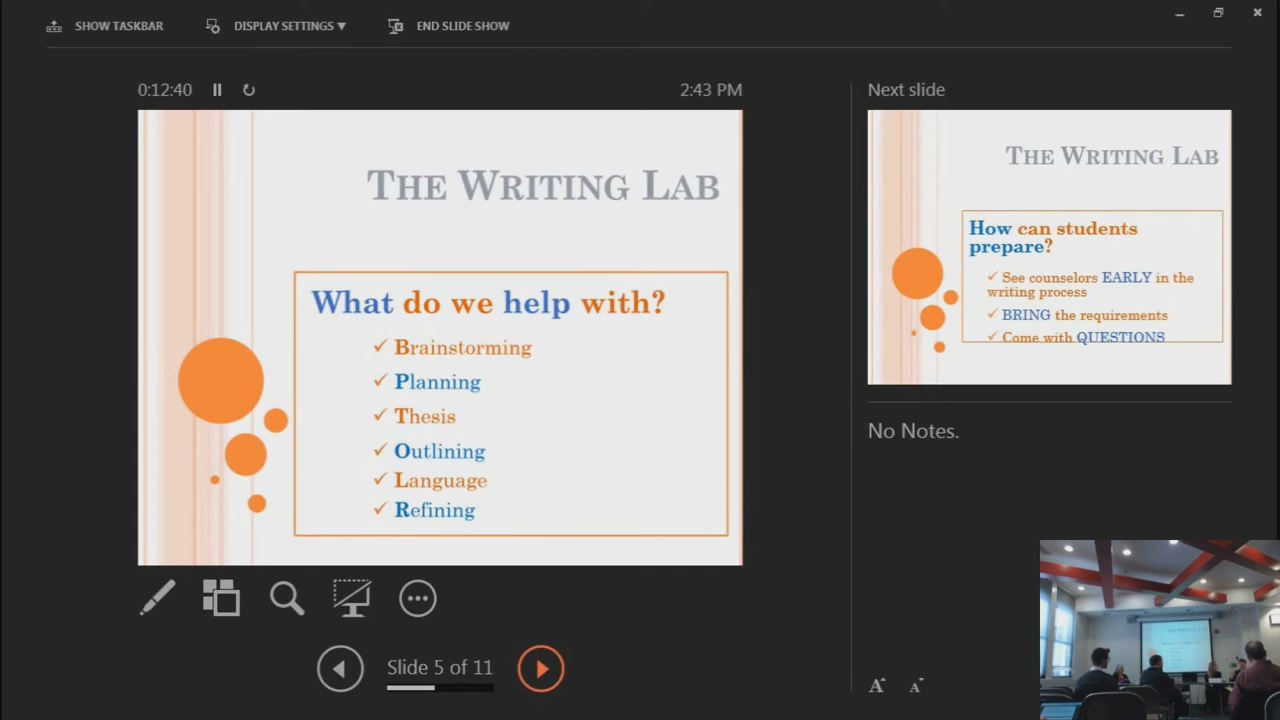 SHOW TASKBAR
DISPLAY SETTINGS ▼
END SLIDE SHOW
0:12:40
2:43 PM
THE WRITING LAB
What do we help with?
✓ Brainstorming
✓ Planning
✓ Thesis
✓ Outlining
✓ Language
✓ Refining
Slide 5 of 11
Next slide
THE WRITING LAB
How can students
prepare?
✓ See counselors EARLY in the
writing process
✓ BRING the requirements
✓ Come with QUESTIONS
No Notes.
A A